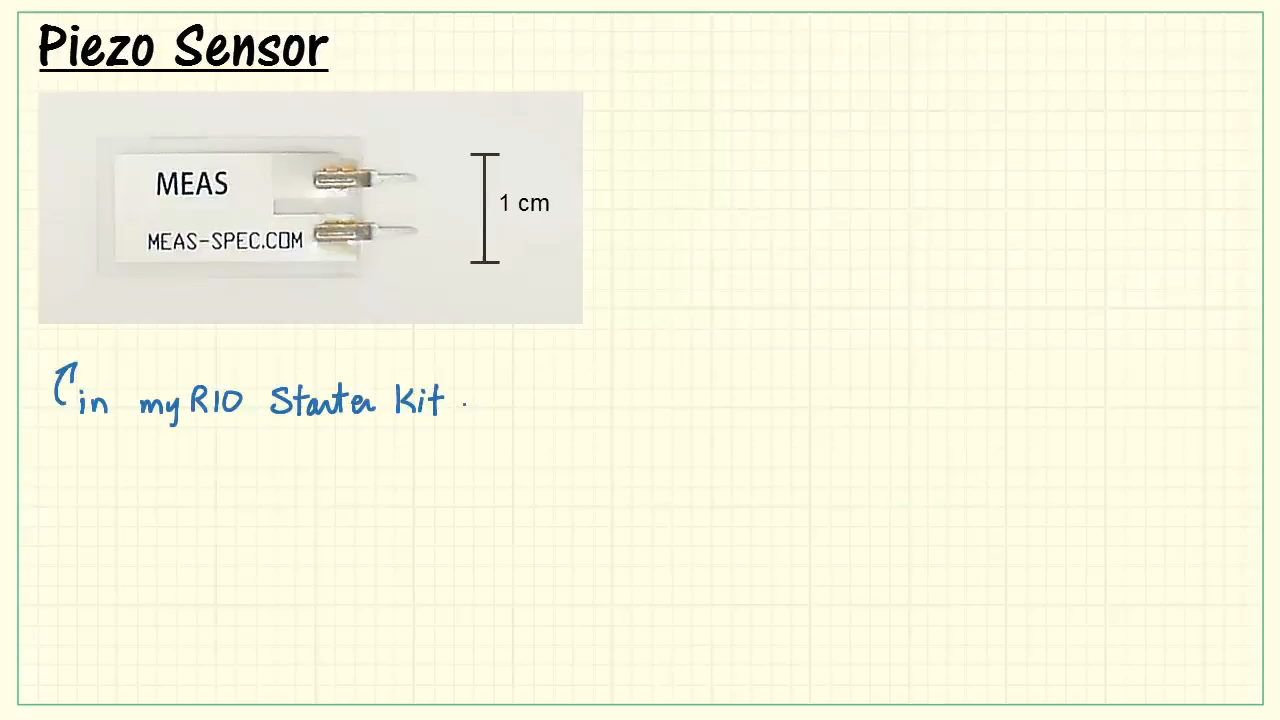 Piezo Sensor
MEAS
MEAS-SPEC.COM
1 cm
in myRIO Starter Kit.